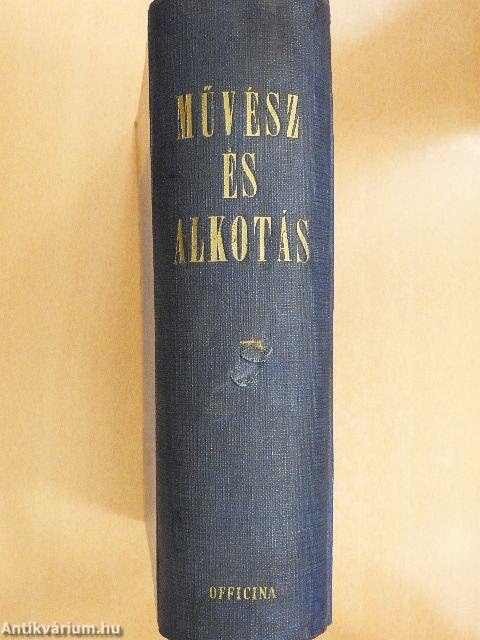 MŰVÉSZ
ÉS
ALKOTÁS
OFFICINA
Antikvárium.hu